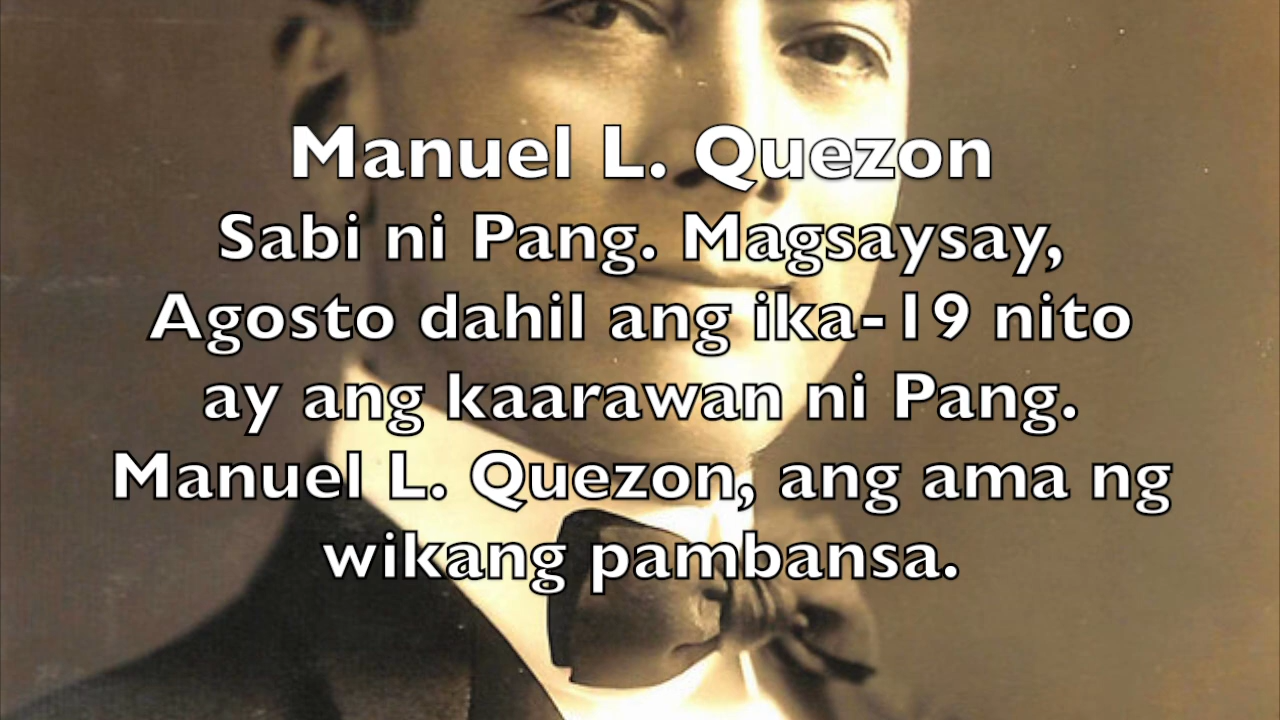 Manuel L. Quezon
Sabi ni Pang. Magsaysay,
Agosto dahil ang ika-19 nito
ay ang kaarawan ni Pang.
Manuel L. Quezon, ang ama ng
wikang pambansa.